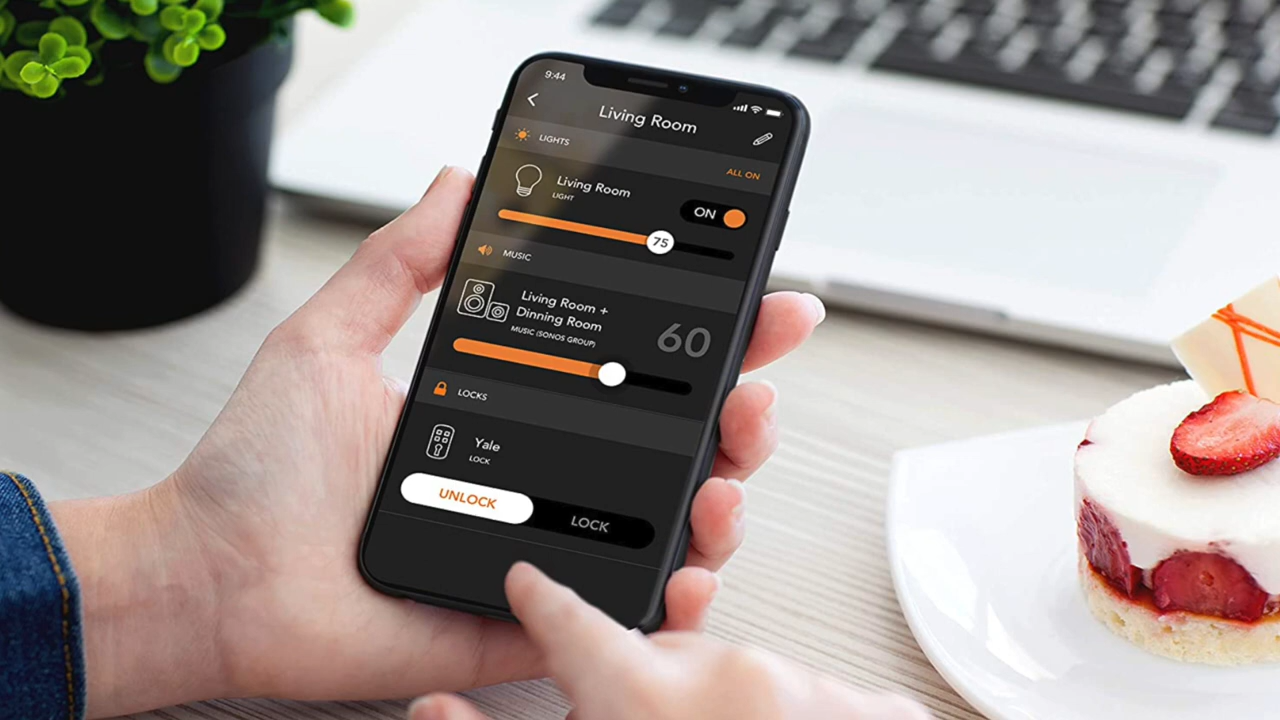 9:44
Living Room
LIGHTS
ALL ON
Living Room
LIGHT
ON
75
MUSIC
Living Room +
Dinning Room
MUSIC (SONOS GROUP)
60
LOCKS
Yale
LOCK
UNLOCK
LOCK